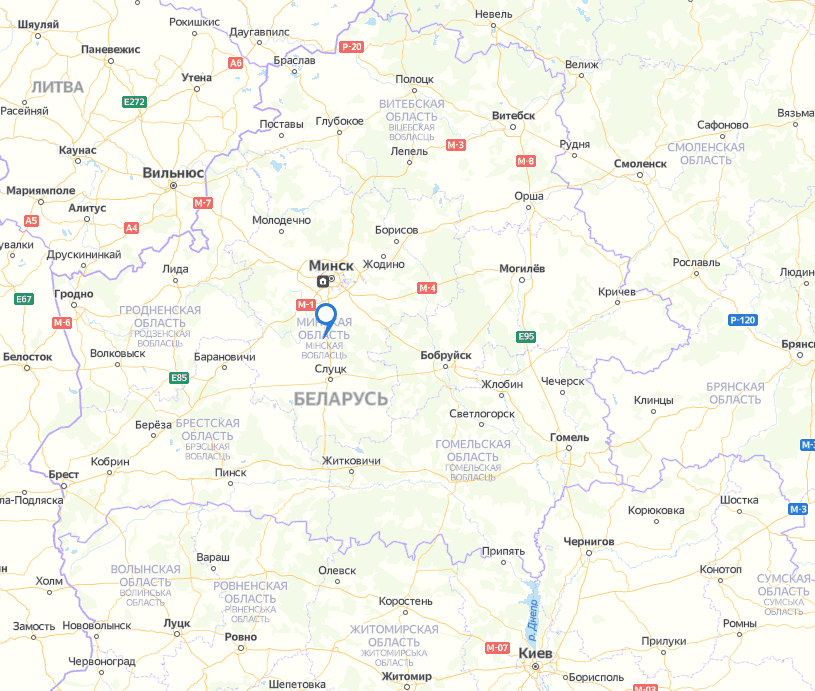 Невель
Рокишкис
Шяуляй
Даугавпилс
Р-20
Паневежис
A6
Браслав
Велиж
Утена
Полоцк
ЛИТВА
E272
ВИТЕБСКАЯ
ОБЛАСТЬ
ВІЦЕБСКАЯ
ВОБЛАСЦЬ
Расейняй
Вязьма
Витебск
Глубокое
Поставы
Сафоново
М-3
Рудня
СМОЛЕНСКАЯ
ОБЛАСТЬ
Каунас
Лепель
М-8
Смоленск
Вильнюс
Мариямполе
Орша
М-7
Алитус
A5
A4
Молодечно
Борисов
увалки
Друскининкай
Минск
Жодино
Лида
Могилёв
Рославль
Людин
М-4
Гродно
E67
Кричев
М-1
ГРОДНЕНСКАЯ
ОБЛАСТЬ
ГРОДЗЕНСКАЯ
ВОБЛАСЦЬ
МИНСКАЯ
ОБЛАСТЬ
МІНСКАЯ
ВОБЛАСЦЬ
М-6
Р-120
E95
Брянск
Белосток
Волковыск
Барановичи
Бобруйск
Слуцк
E85
Жлобин
Чечерск
БРЯНСКАЯ
ОБЛАСТЬ
БЕЛАРУСЬ
Клинцы
Светлогорск
Берёза
БРЕСТСКАЯ
ОБЛАСТЬ
БРЭСЦКАЯ
ВОБЛАСЦЬ
Гомель
ГОМЕЛЬСКАЯ
ОБЛАСТЬ
ГОМЕЛЬСКАЯ
ВОБЛАСЦЬ
М-3
Кобрин
Житковичи
Брест
Пинск
ла-Подляска
Шостка
Корюковка
М-3
Чернигов
Припять
Вараш
ВОЛЫНСКАЯ
ОБЛАСТЬ
ВОЛИНСЬКА
ОБЛАСТЬ
Олевск
Конотоп
Холм
РОВНЕНСКАЯ
ОБЛАСТЬ
РІВНЕНСЬКА
ОБЛАСТЬ
СУМСКАЯ
ОБЛАСТЬ
СУМСЬКА
ОБЛАСТЬ
Коростень
р. Днепр
Замость
Нововолынск
Луцк
Ромны
Ровно
ЖИТОМИРСКАЯ
ОБЛАСТЬ
ЖИТОМИРСЬКА
ОБЛАСТЬ
Прилуки
М-07
Киев
Червоноград
Житомир
Борисполь
Шепетовка
М-03